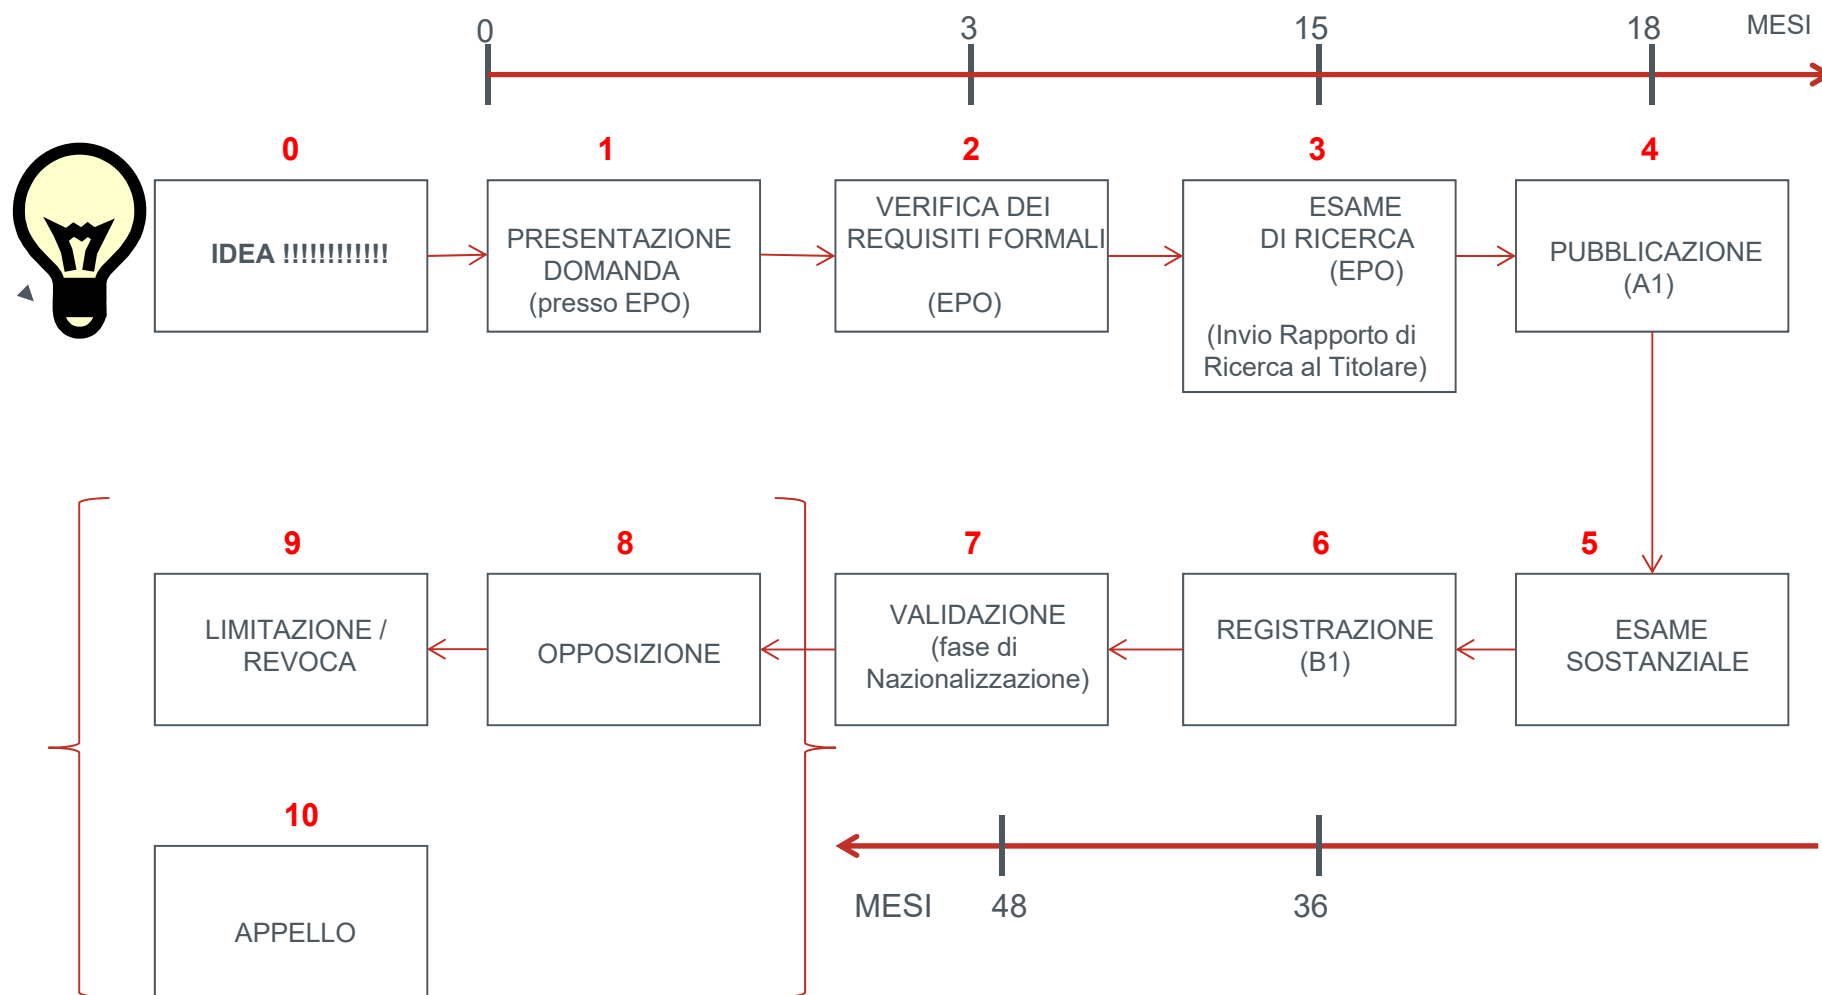 0
3
15
18
MESI
0
1
2
3
4
IDEA !!!!!!!!!!!!
PRESENTAZIONE
DOMANDA
(presso EPO)
VERIFICA DEI
REQUISITI FORMALI
(EPO)
ESAME
DI RICERCA
(EPO)
(Invio Rapporto di
Ricerca al Titolare)
PUBBLICAZIONE
(A1)
9
8
7
6
5
LIMITAZIONE /
REVOCA
OPPOSIZIONE
VALIDAZIONE
(fase di
Nazionalizzazione)
REGISTRAZIONE
(B1)
ESAME
SOSTANZIALE
10
APPELLO
MESI
48
36